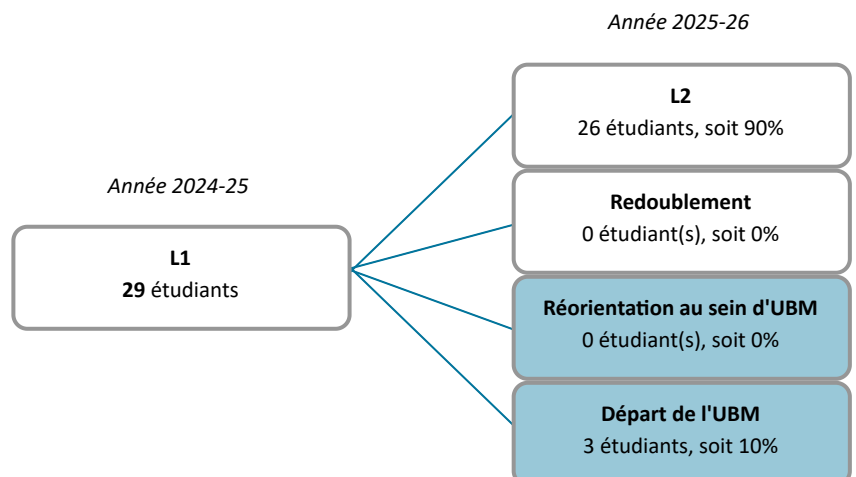 Année 2025-26
L2
26 étudiants, soit 90%
Année 2024-25
Redoublement
0 étudiant(s), soit 0%
L1
29 étudiants
Réorientation au sein d'UBM
0 étudiant(s), soit 0%
Départ de l'UBM
3 étudiants, soit 10%